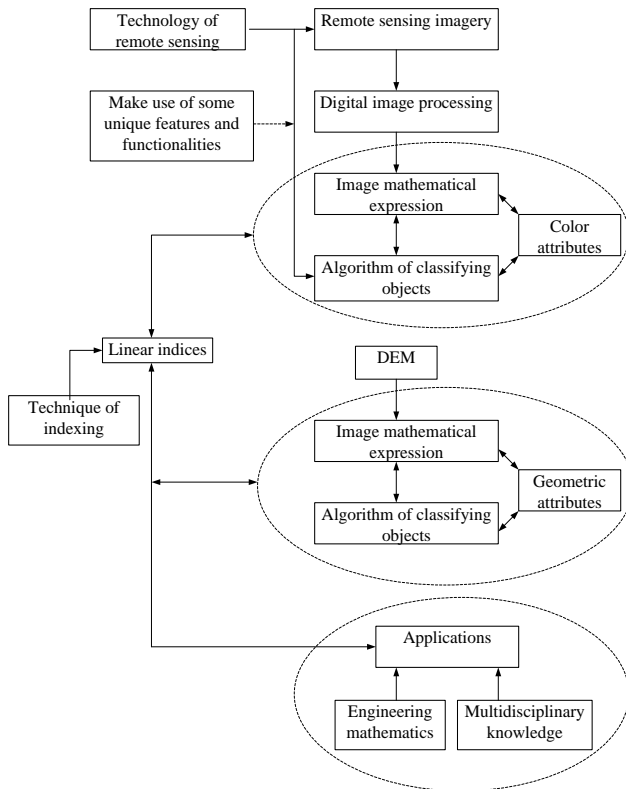 Technology of
remote sensing
Remote sensing imagery
Make use of some
unique features and
functionalities
Digital image processing
Image mathematical
expression
Color
attributes
Algorithm of classifying
objects
Linear indices
Technique of
indexing
DEM
Image mathematical
expression
Geometric
attributes
Algorithm of classifying
objects
Applications
Engineering
mathematics
Multidisciplinary
knowledge